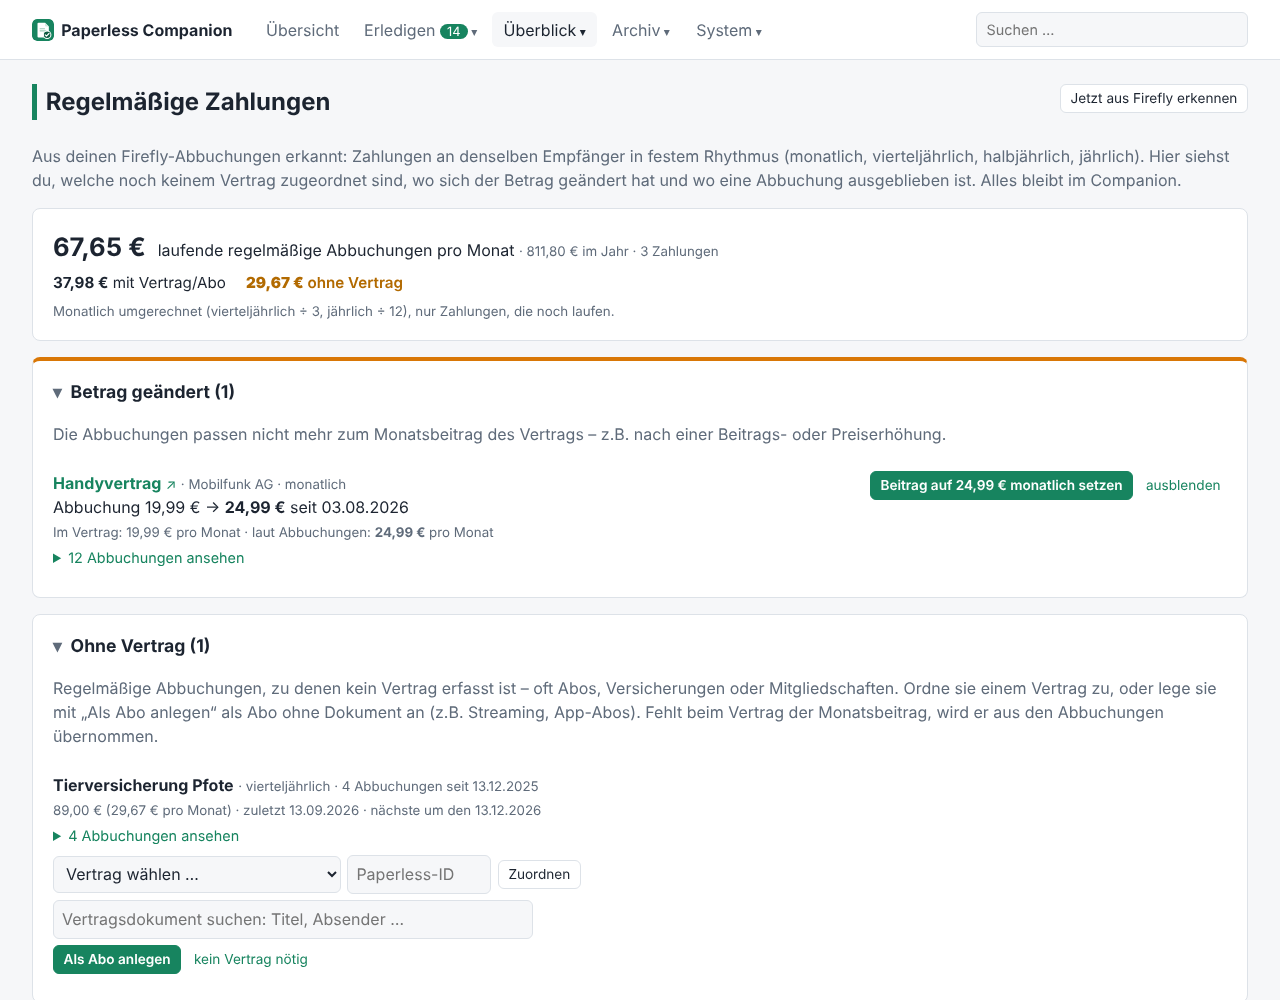 Paperless Companion
Übersicht
Erledigen 14 ▾
Überblick ▾
Archiv ▾
System ▾
Suchen ...
Regelmäßige Zahlungen
Jetzt aus Firefly erkennen
Aus deinen Firefly-Abbuchungen erkannt: Zahlungen an denselben Empfänger in festem Rhythmus (monatlich, vierteljährlich, halbjährlich, jährlich). Hier siehst
du, welche noch keinem Vertrag zugeordnet sind, wo sich der Betrag geändert hat und wo eine Abbuchung ausgeblieben ist. Alles bleibt im Companion.
67,65 € laufende regelmäßige Abbuchungen pro Monat · 811,80 € im Jahr · 3 Zahlungen
37,98 € mit Vertrag/Abo 29,67 € ohne Vertrag
Monatlich umgerechnet (vierteljährlich ÷ 3, jährlich ÷ 12), nur Zahlungen, die noch laufen.
▼ Betrag geändert (1)
Die Abbuchungen passen nicht mehr zum Monatsbeitrag des Vertrags – z.B. nach einer Beitrags- oder Preiserhöhung.
Handyvertrag ↗ · Mobilfunk AG · monatlich
Beitrag auf 24,99 € monatlich setzen
ausblenden
Abbuchung 19,99 € → 24,99 € seit 03.08.2026
Im Vertrag: 19,99 € pro Monat · laut Abbuchungen: 24,99 € pro Monat
▶ 12 Abbuchungen ansehen
▼ Ohne Vertrag (1)
Regelmäßige Abbuchungen, zu denen kein Vertrag erfasst ist – oft Abos, Versicherungen oder Mitgliedschaften. Ordne sie einem Vertrag zu, oder lege sie
mit „Als Abo anlegen“ als Abo ohne Dokument an (z.B. Streaming, App-Abos). Fehlt beim Vertrag der Monatsbeitrag, wird er aus den Abbuchungen
übernommen.
Tierversicherung Pfote · vierteljährlich · 4 Abbuchungen seit 13.12.2025
89,00 € (29,67 € pro Monat) · zuletzt 13.09.2026 · nächste um den 13.12.2026
▶ 4 Abbuchungen ansehen
Vertrag wählen ...
Paperless-ID
Zuordnen
Vertragsdokument suchen: Titel, Absender ...
Als Abo anlegen
kein Vertrag nötig